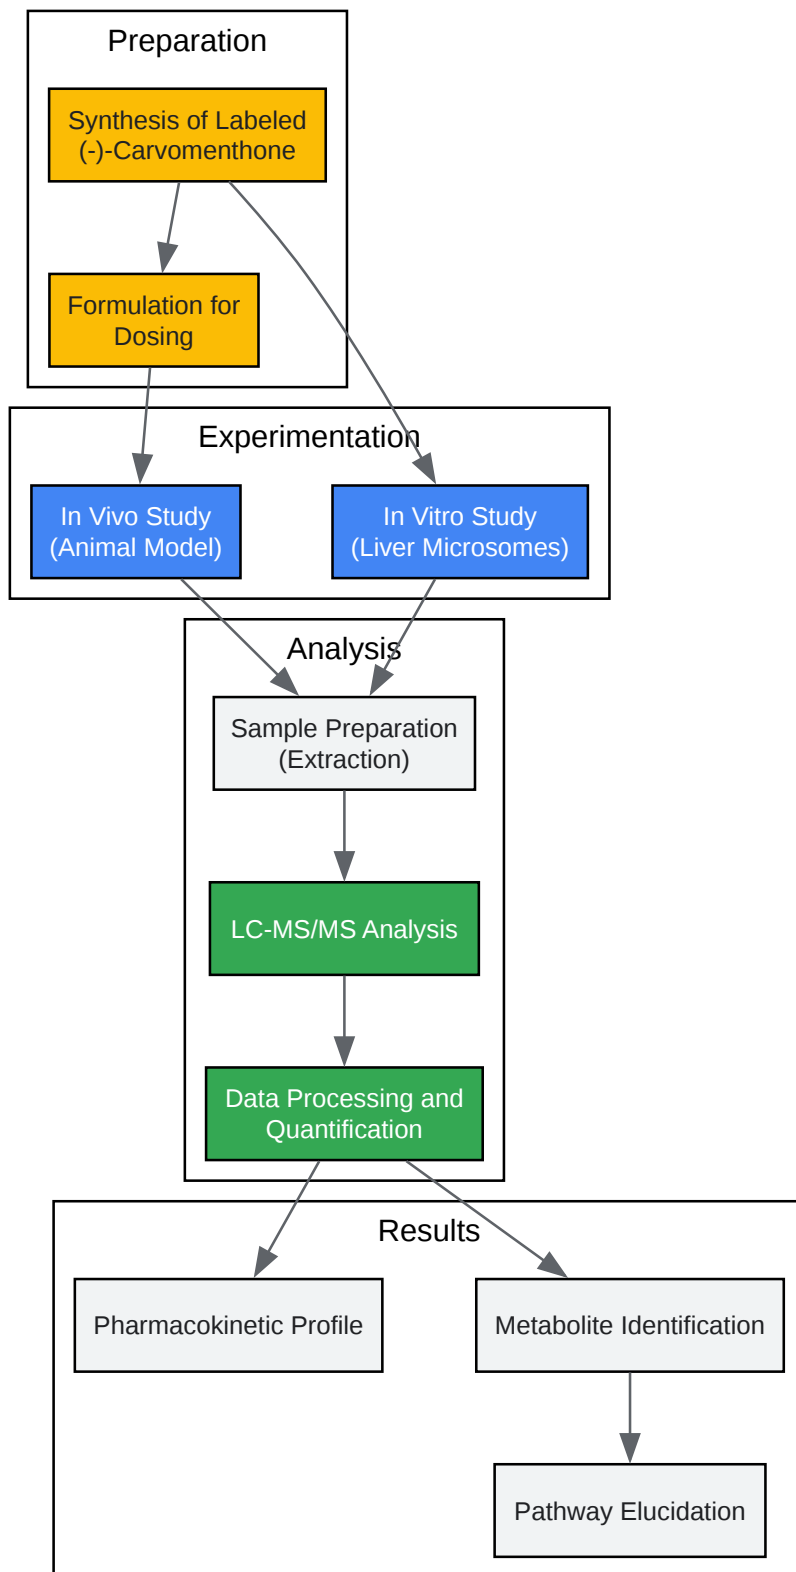 Preparation
Synthesis of Labeled
(-)-Carvomenthone
Formulation for
Dosing
Experimentation
In Vivo Study
(Animal Model)
In Vitro Study
(Liver Microsomes)
Analysis
Sample Preparation
(Extraction)
LC-MS/MS Analysis
Data Processing and
Quantification
Results
Pharmacokinetic Profile
Metabolite Identification
Pathway Elucidation